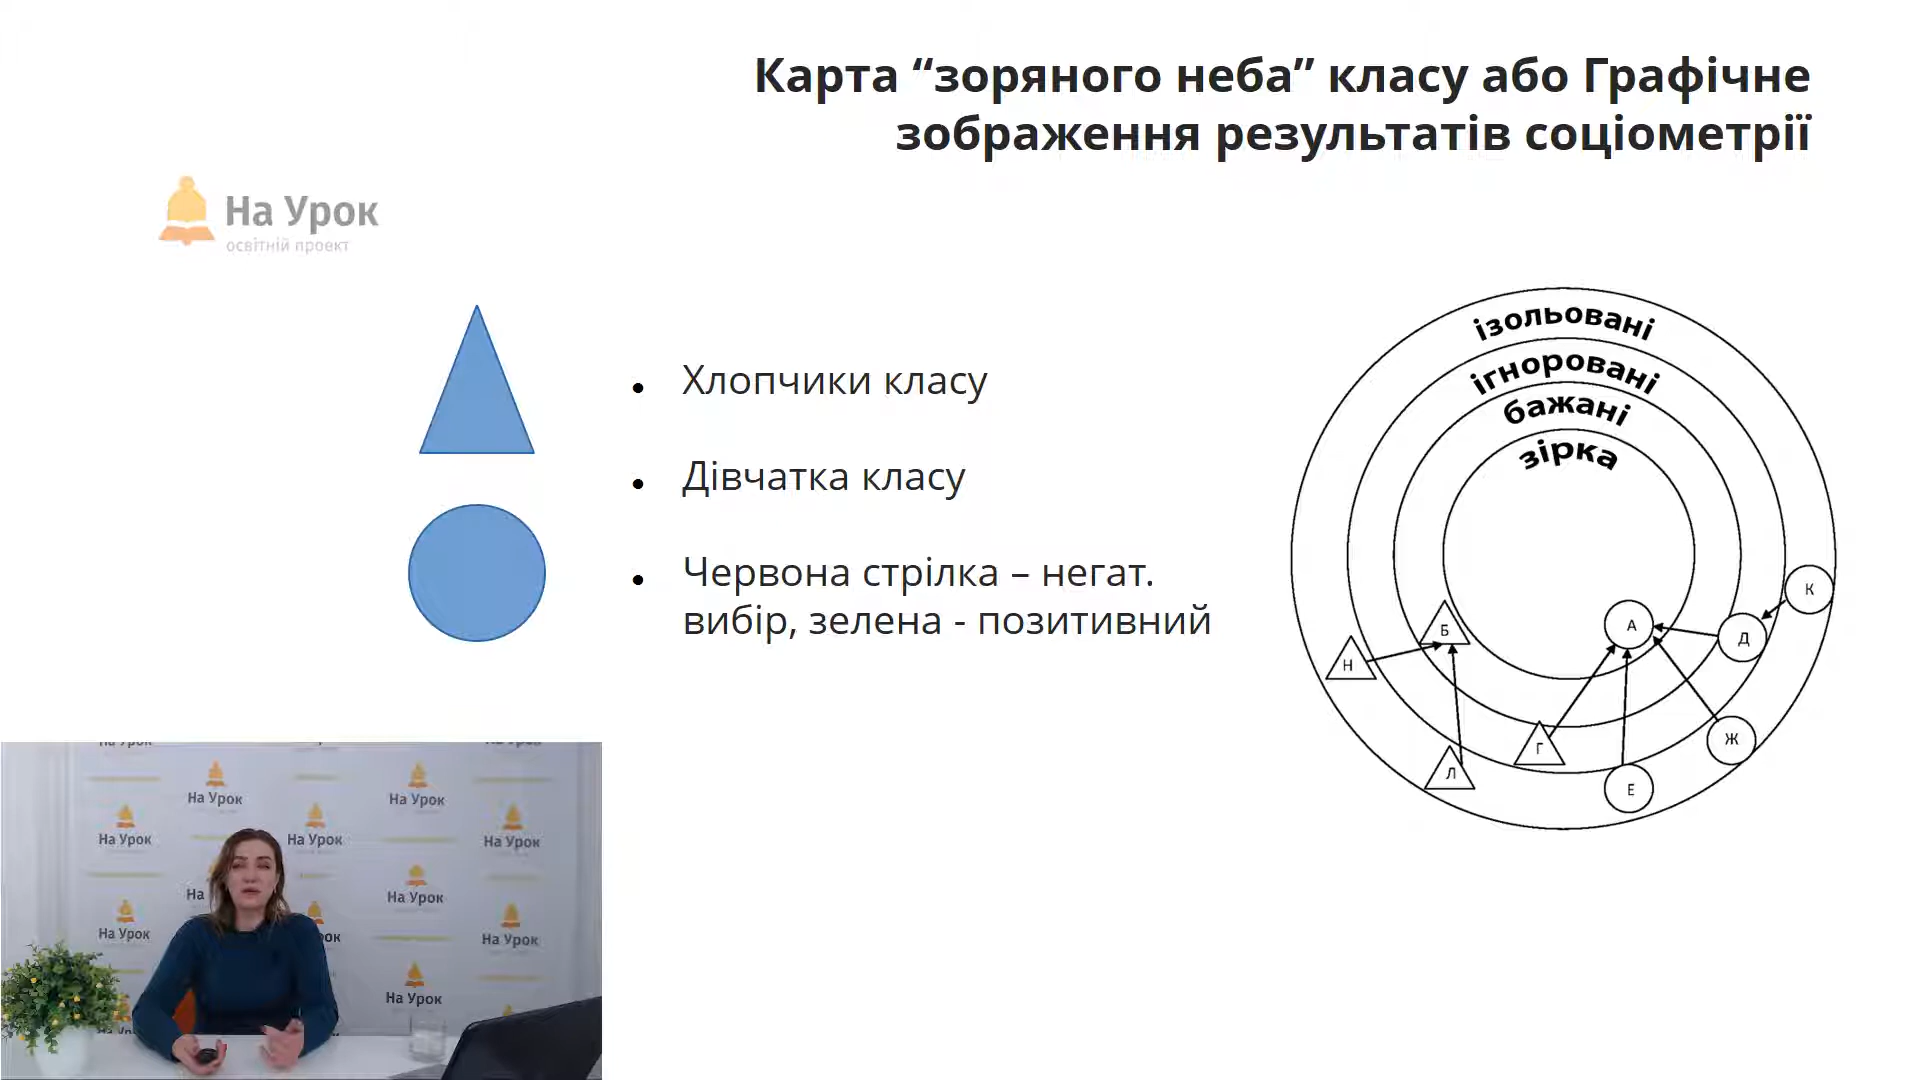 Карта “зоряного неба” класу або Графічне
зображення результатів соціометрії
На Урок
освітній проект
Хлопчики класу
Дівчатка класу
Червона стрілка – негат.
вибір, зелена - позитивний
ізольовані
ігноровані
бажані
зірка
К
А
Б
Д
Н
Ж
Г
Л
Е
На Урок
На Урок
На Урок
На Урок
На Урок
На
На Урок
На Урок
На Урок
На Урок